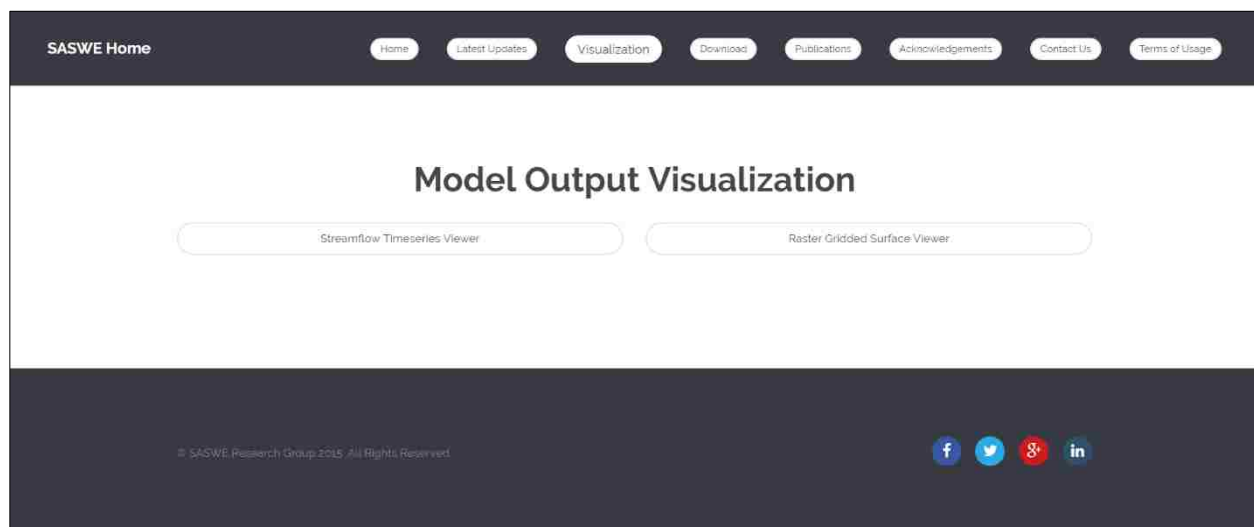 SASWE Home
Home Latest Updates Visualization Download Publications Acknowledgements Contact Us Terms of Usage
Model Output Visualization
Streamflow Timeseries Viewer
Raster Gridded Surface Viewer
© SASWE Research Group 2015. All Rights Reserved.
f 8+ in